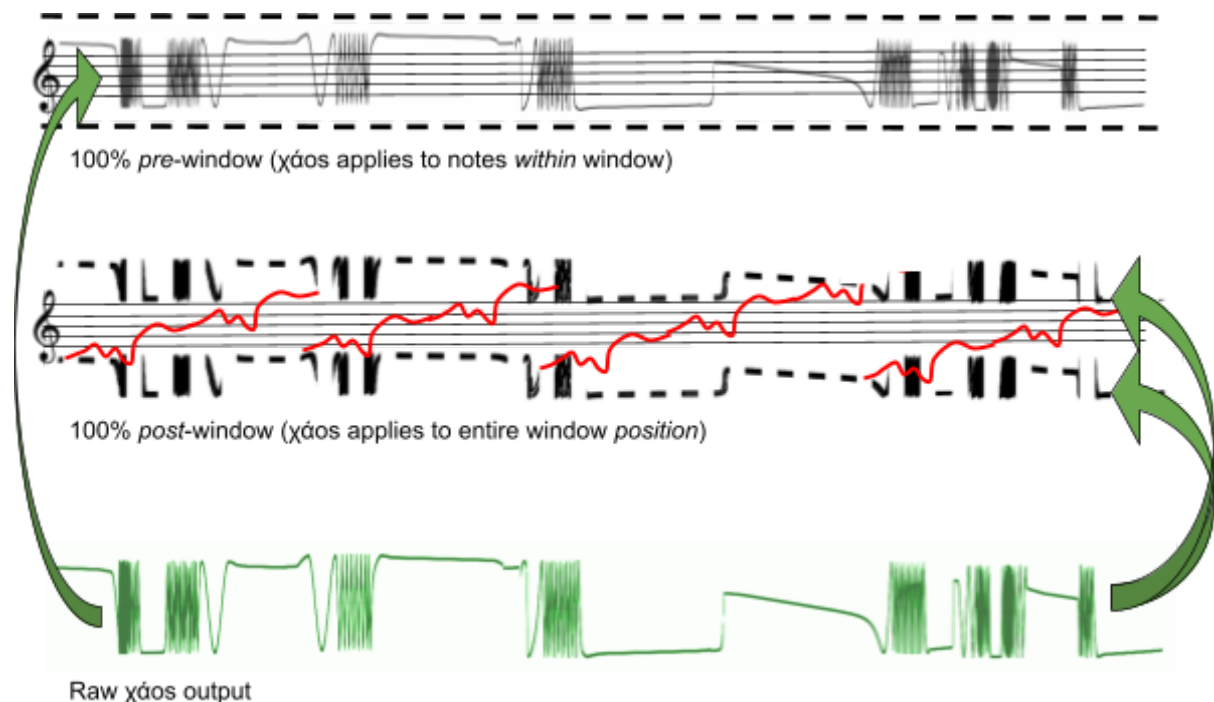 100% pre-window (χάος applies to notes within window)
100% post-window (χάος applies to entire window position)
Raw χάος output